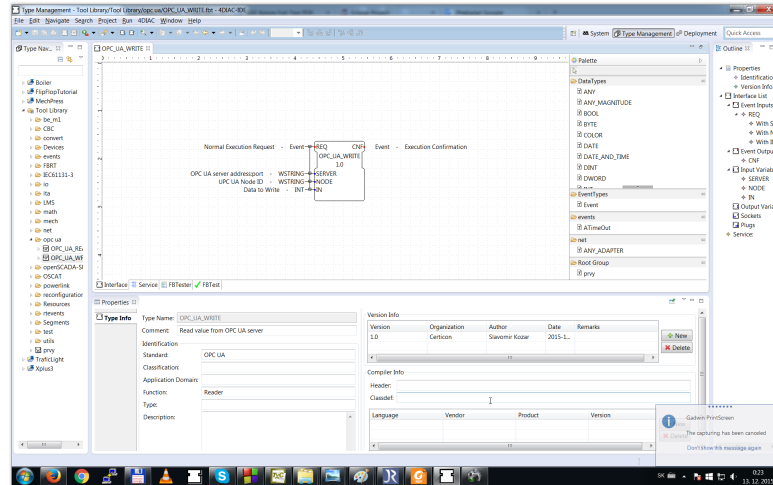 Type Management - Tool Library/Tool Library/opc ua/OPC_UA_WRITE.fbt - 4DIAC-IDE
File Edit Navigate Search Project Run 4DIAC Window Help
System Type Management Deployment Quick Access
Type Nav...
Boiler
FlipFlopTutorial
MechPress
Tool Library
be_m1
CBC
convert
Devices
events
FBRT
IEC61131-3
io
ita
LMS
math
mech
net
opc ua
OPC_UA_RE
OPC_UA_WR
openSCADA-SI
OSCAT
powerlink
reconfiguration
Resources
rtevents
Segments
test
utils
prvy
TraficLight
Xplus3
OPC_UA_WRITE
Normal Execution Request - Event REQ CNF Event - Execution Confirmation
OPC_UA_WRITE
1.0
OPC UA server address:port - WSTRING SERVER
UPC UA Node ID - WSTRING NODE
Data to Write - INT IN
Interface Service FBTester FBTest
Palette
DataTypes
ANY
ANY_MAGNITUDE
BOOL
BYTE
COLOR
DATE
DATE_AND_TIME
DINT
DWORD
EventTypes
Event
events
ATimeOut
net
ANY_ADAPTER
Root Group
prvy
Outline
Properties
Identificatio
Version Info
Interface List
Event Inputs
REQ
With S
With N
With I
Event Outpu
CNF
Input Variab
SERVER
NODE
IN
Output Varia
Sockets
Plugs
Service:
Properties
Type Info
Type Name: OPC_UA_WRITE
Comment: Read value from OPC UA server
Identification
Standard: OPC UA
Classification:
Application Domain:
Function: Reader
Type:
Description:
Version Info
Version Organization Author Date Remarks
1.0 Certicon Slavomir Kozar 2015-1...
New
Delete
Compiler Info
Header:
Classdef:
Language Vendor Product Version
Gadwin PrintScreen
The capturing has been canceled
Don't show this message again
SK
0:23
13. 12. 2015